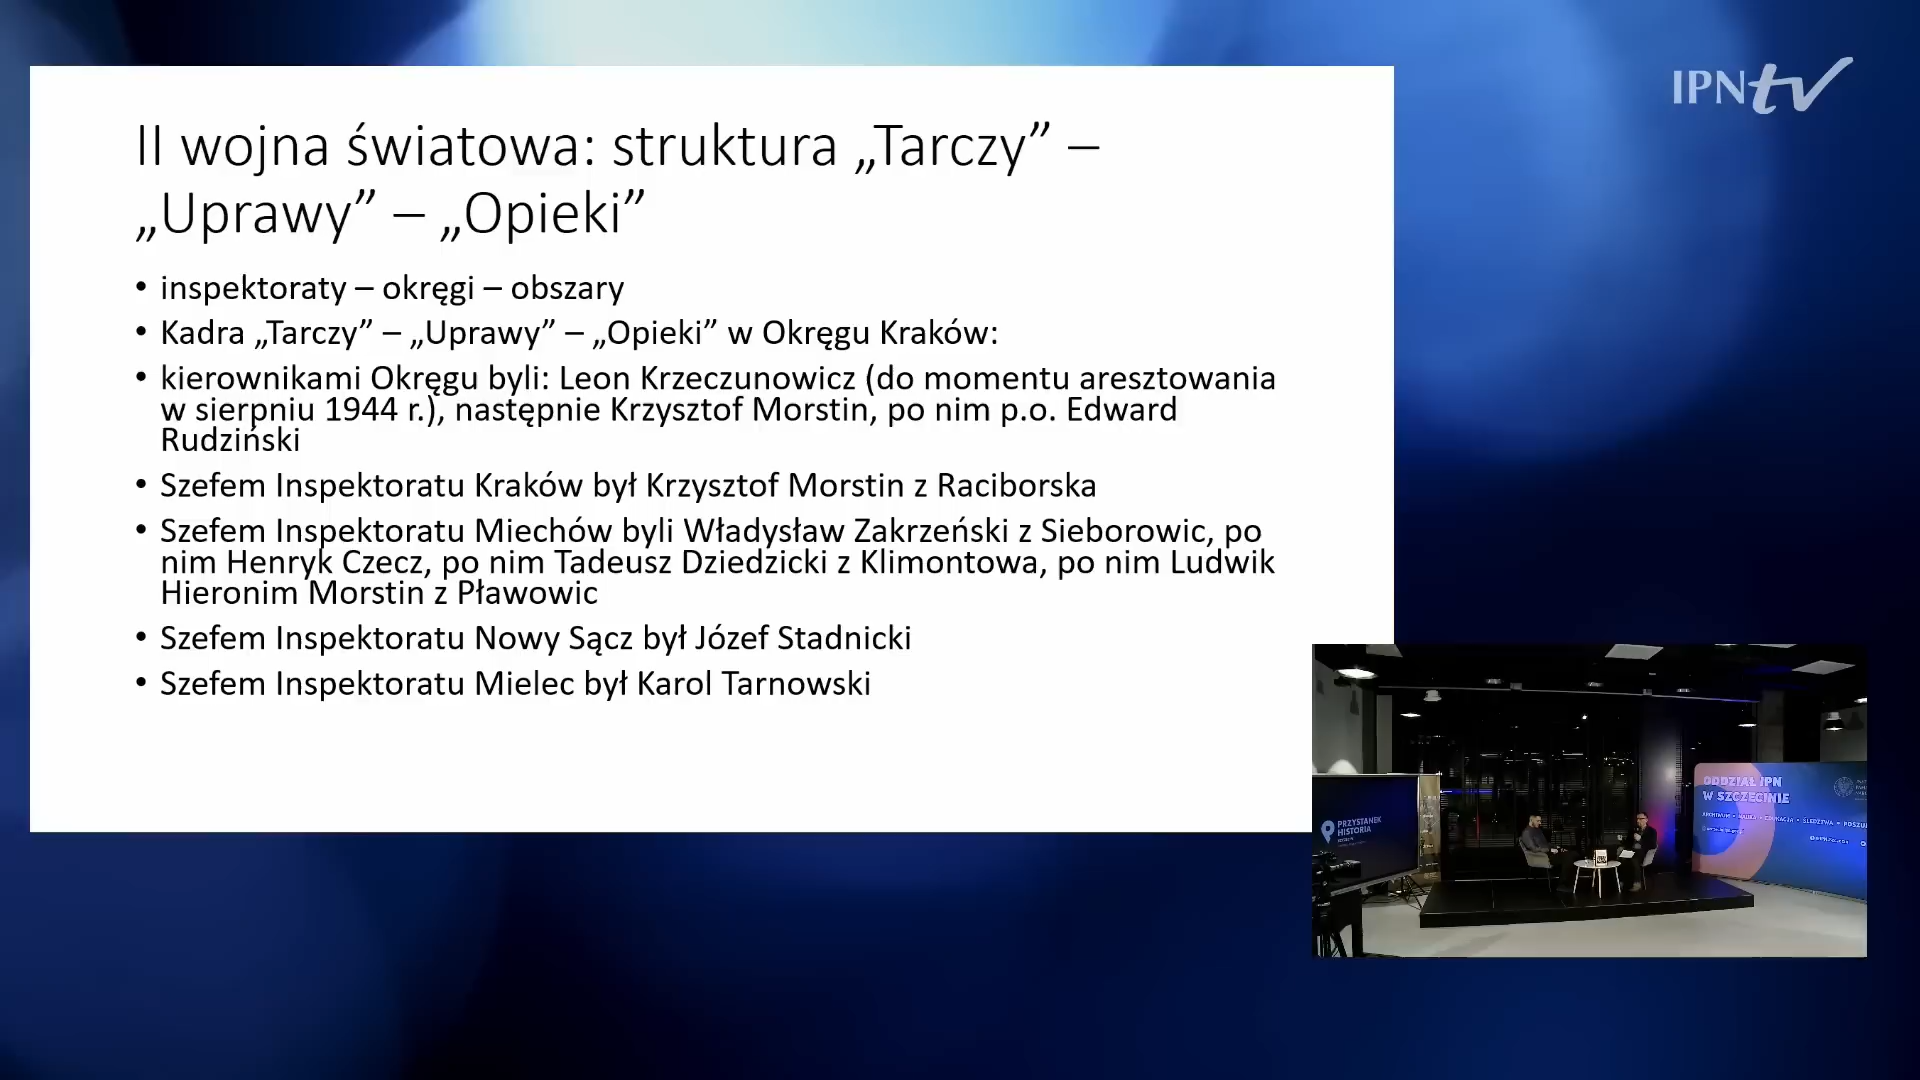 IPNtv
II wojna światowa: struktura „Tarczy” –
„Uprawy” – „Opieki”
• inspektoraty – okręgi – obszary
• Kadra „Tarczy” – „Uprawy” – „Opieki” w Okręgu Kraków:
• kierownikami Okręgu byli: Leon Krzeczunowicz (do momentu aresztowania
w sierpniu 1944 r.), następnie Krzysztof Morstin, po nim p.o. Edward
Rudziński
• Szefem Inspektoratu Kraków był Krzysztof Morstin z Raciborska
• Szefem Inspektoratu Miechów byli Władysław Zakrzeński z Sieborowic, po
nim Henryk Czecz, po nim Tadeusz Dziedzicki z Klimontowa, po nim Ludwik
Hieronim Morstin z Pławowic
• Szefem Inspektoratu Nowy Sącz był Józef Stadnicki
• Szefem Inspektoratu Mielec był Karol Tarnowski
ODDZIAŁ IPN
W SZCZECINIE
ARCHIWUM • NAUKA • EDUKACJA • ŚLEDZTWA •
PRZYSTANEK
HISTORIA